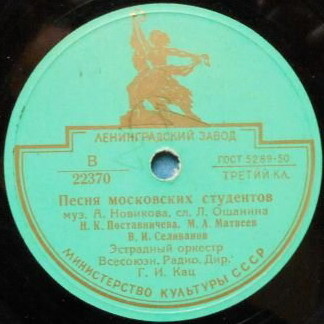 ЛЕНИНГРАДСКИЙ ЗАВОД
В
22370
ГОСТ 5289-50
ТРЕТИЙ КЛ.
Песня московских студентов
муз. А. Новикова, сл. Л. Ошанина
Н. К. Поставничева, М. А. Матвеев
В. И. Селиванов
Эстрадный оркестр
Всесоюзн. Радио. Дир.
Г. И. Кац
МИНИСТЕРСТВО КУЛЬТУРЫ СССР